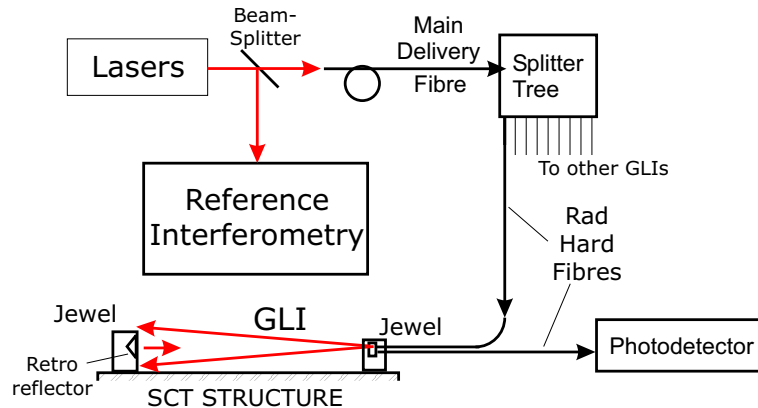 Beam-
Splitter
Lasers
Main
Delivery
Fibre
Splitter
Tree
To other GLIs
Reference
Interferometry
Rad
Hard
Fibres
Jewel
GLI
Jewel
Retro
reflector
Photodetector
SCT STRUCTURE